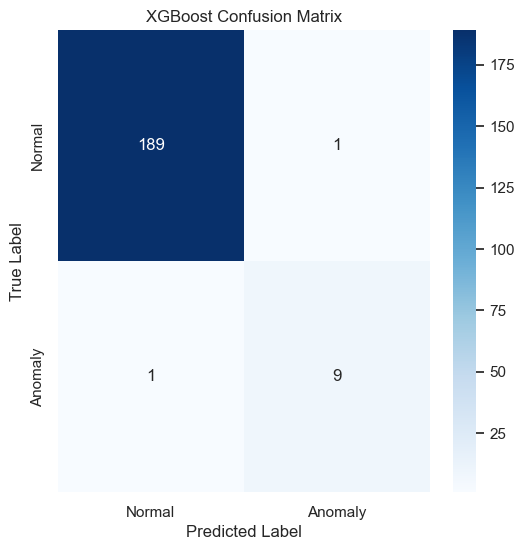 XGBoost Confusion Matrix
True Label
Normal
Anomaly
189
1
1
9
Normal
Anomaly
Predicted Label
175
150
125
100
75
50
25